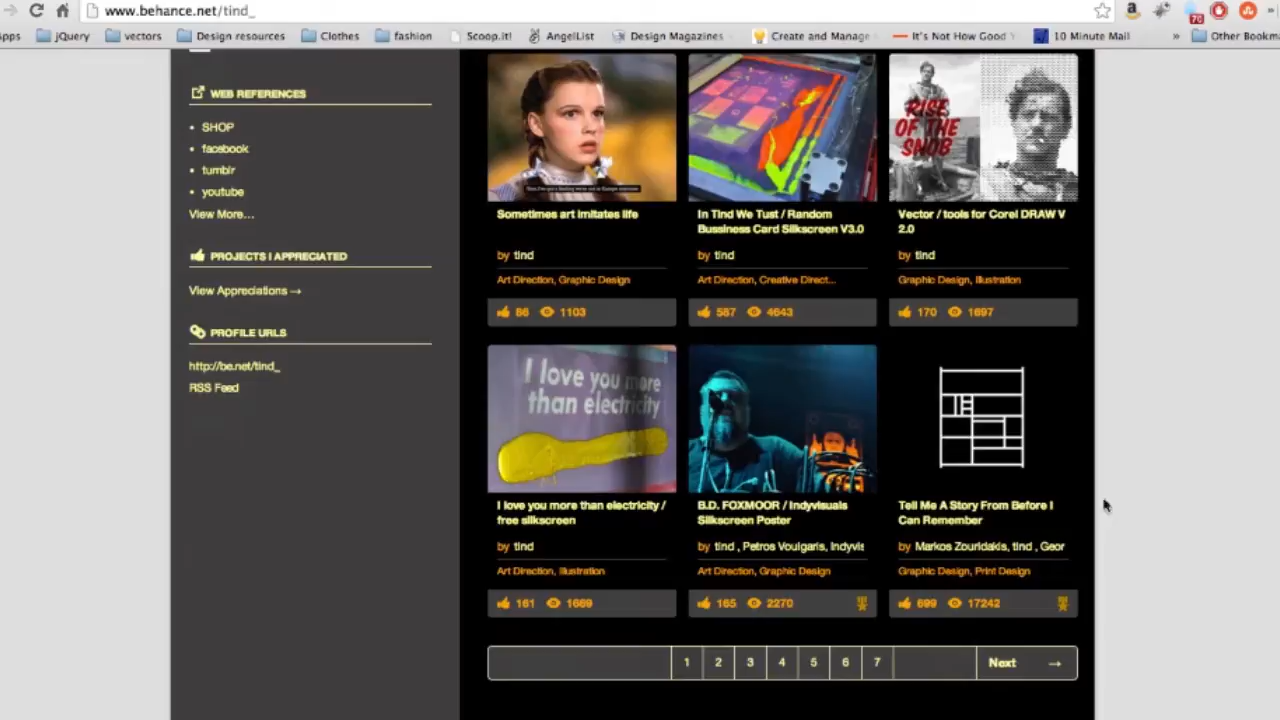 www.behance.net/tind_
70
pps
jQuery
vectors
Design resources
Clothes
fashion
Scoop.it!
AngelList
Design Magazines
Create and Manage
It's Not How Good Y
10 Minute Mail
»
Other Bookma
WEB REFERENCES
• SHOP
• facebook
• tumblr
• youtube
View More...
PROJECTS I APPRECIATED
View Appreciations →
PROFILE URLS
http://be.net/tind_
RSS Feed
Sometimes art imitates life
by tind
Art Direction, Graphic Design
86 1103
In Tind We Trust / Random
Bussiness Card Silkscreen V3.0
by tind
Art Direction, Creative Direct...
587 4643
RISE
OF THE
SNOB
Vector / tools for Corel DRAW V
2.0
by tind
Graphic Design, Illustration
170 1697
I love you more
than electricity
I love you more than electricity /
free silkscreen
by tind
Art Direction, Illustration
161 1669
B.D. FOXMOOR / Indyvisuals
Silkscreen Poster
by tind , Petros Voulgaris, Indyvis
Art Direction, Graphic Design
165 2270
Tell Me A Story From Before I
Can Remember
by Markos Zouridakis, tind , Geor
Graphic Design, Print Design
699 17242
1 2 3 4 5 6 7 Next →